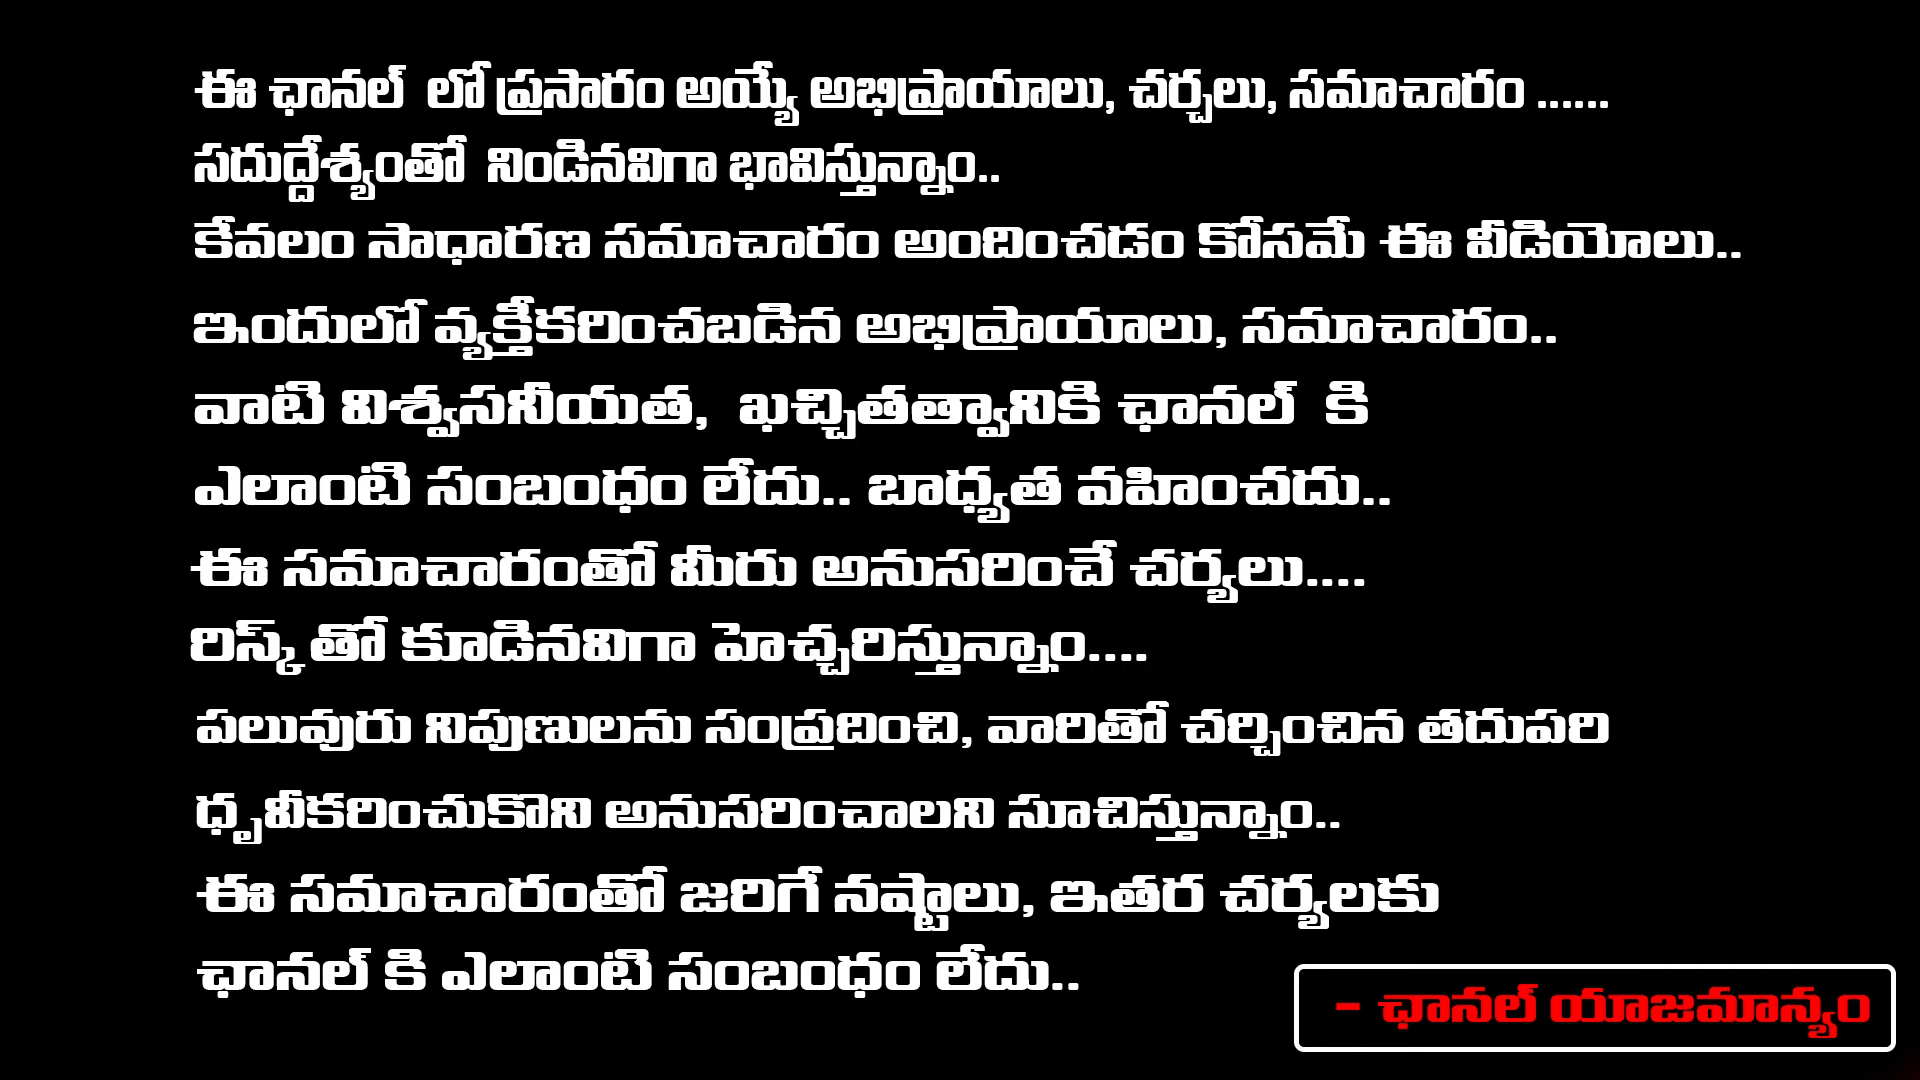 ఈ ఛానల్ లో ప్రసారం అయ్యే అభిప్రాయాలు, చర్చలు, సమాచారం ......
సదుద్దేశ్యంతో నిండినవిగా భావిస్తున్నాం..
కేవలం సాధారణ సమాచారం అందించడం కోసమే ఈ వీడియోలు..
ఇందులో వ్యక్తీకరించబడిన అభిప్రాయాలు, సమాచారం..
వాటి విశ్వసనీయత, ఖచ్చితత్వానికి ఛానల్ కి
ఎలాంటి సంబంధం లేదు.. బాధ్యత వహించదు..
ఈ సమాచారంతో మీరు అనుసరించే చర్యలు....
రిస్క్ తో కూడినవిగా హెచ్చరిస్తున్నాం....
పలువురు నిపుణులను సంప్రదించి, వారితో చర్చించిన తదుపరి
ధృవీకరించుకొని అనుసరించాలని సూచిస్తున్నాం..
ఈ సమాచారంతో జరిగే నష్టాలు, ఇతర చర్యలకు
ఛానల్ కి ఎలాంటి సంబంధం లేదు..
- ఛానల్ యాజమాన్యం